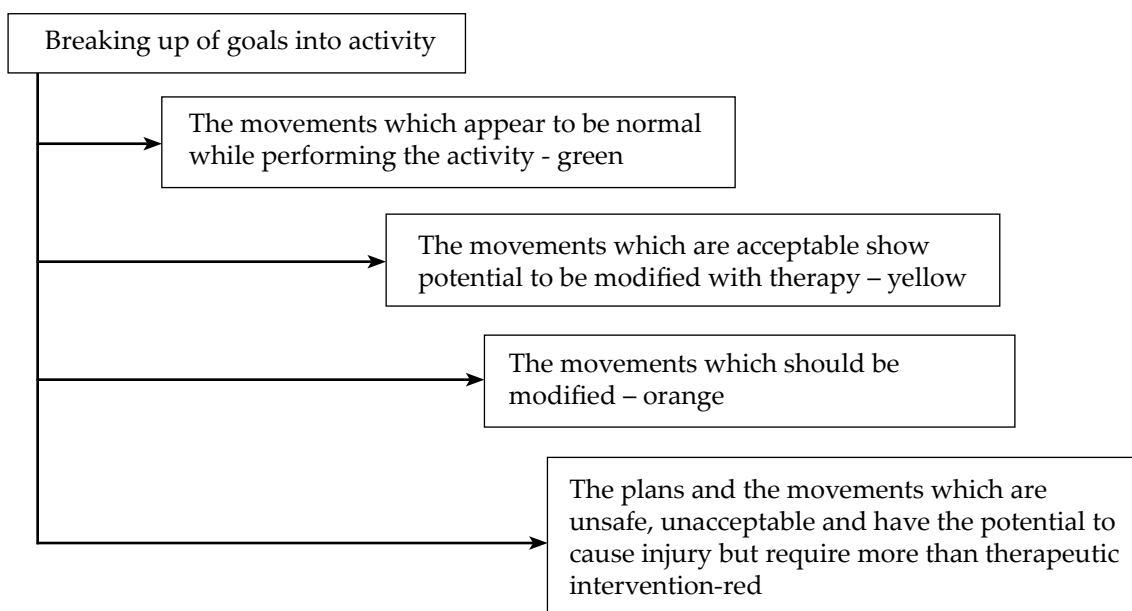 Breaking up of goals into activity
The movements which appear to be normal
while performing the activity - green
The movements which are acceptable show
potential to be modified with therapy – yellow
The movements which should be
modified – orange
The plans and the movements which are
unsafe, unacceptable and have the potential to
cause injury but require more than therapeutic
intervention-red